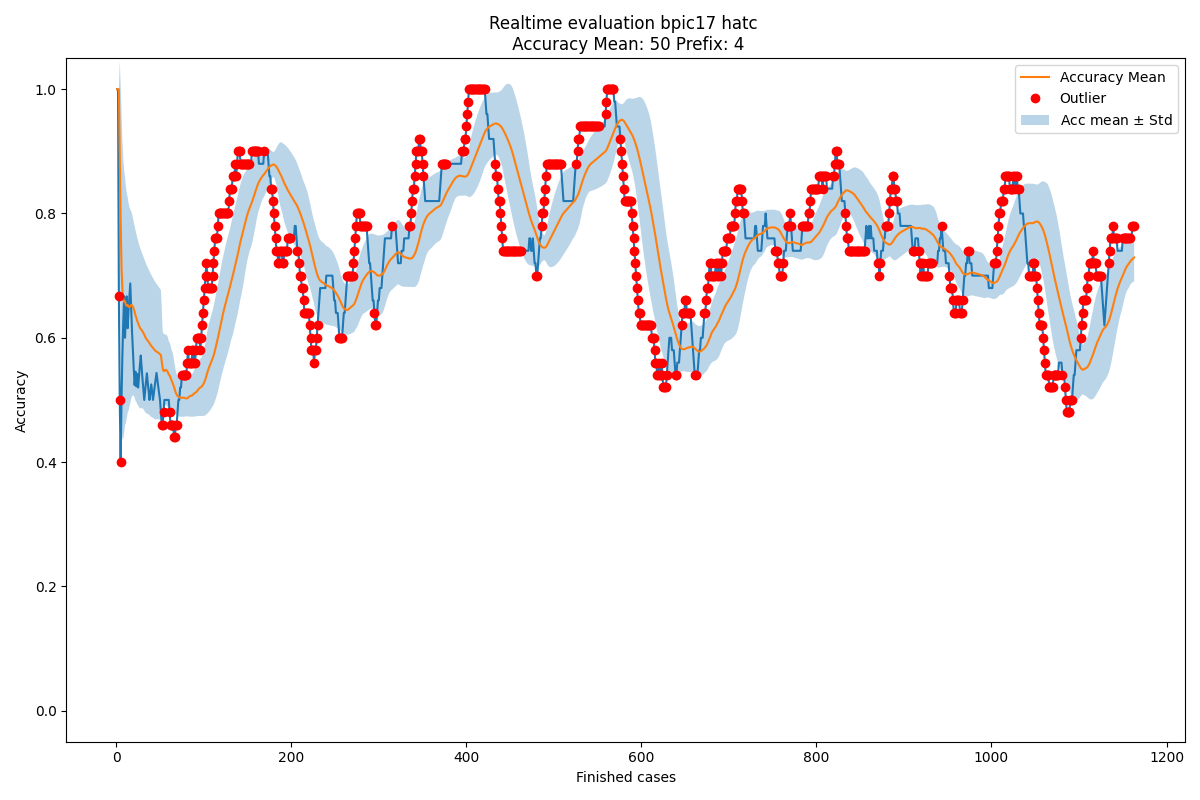 Realtime evaluation bpic17 hatc
Accuracy Mean: 50 Prefix: 4
Accuracy Mean
Outlier
Acc mean ± Std
1.0
0.8
0.6
0.4
0.2
0.0
Accuracy
0 200 400 600 800 1000 1200
Finished cases